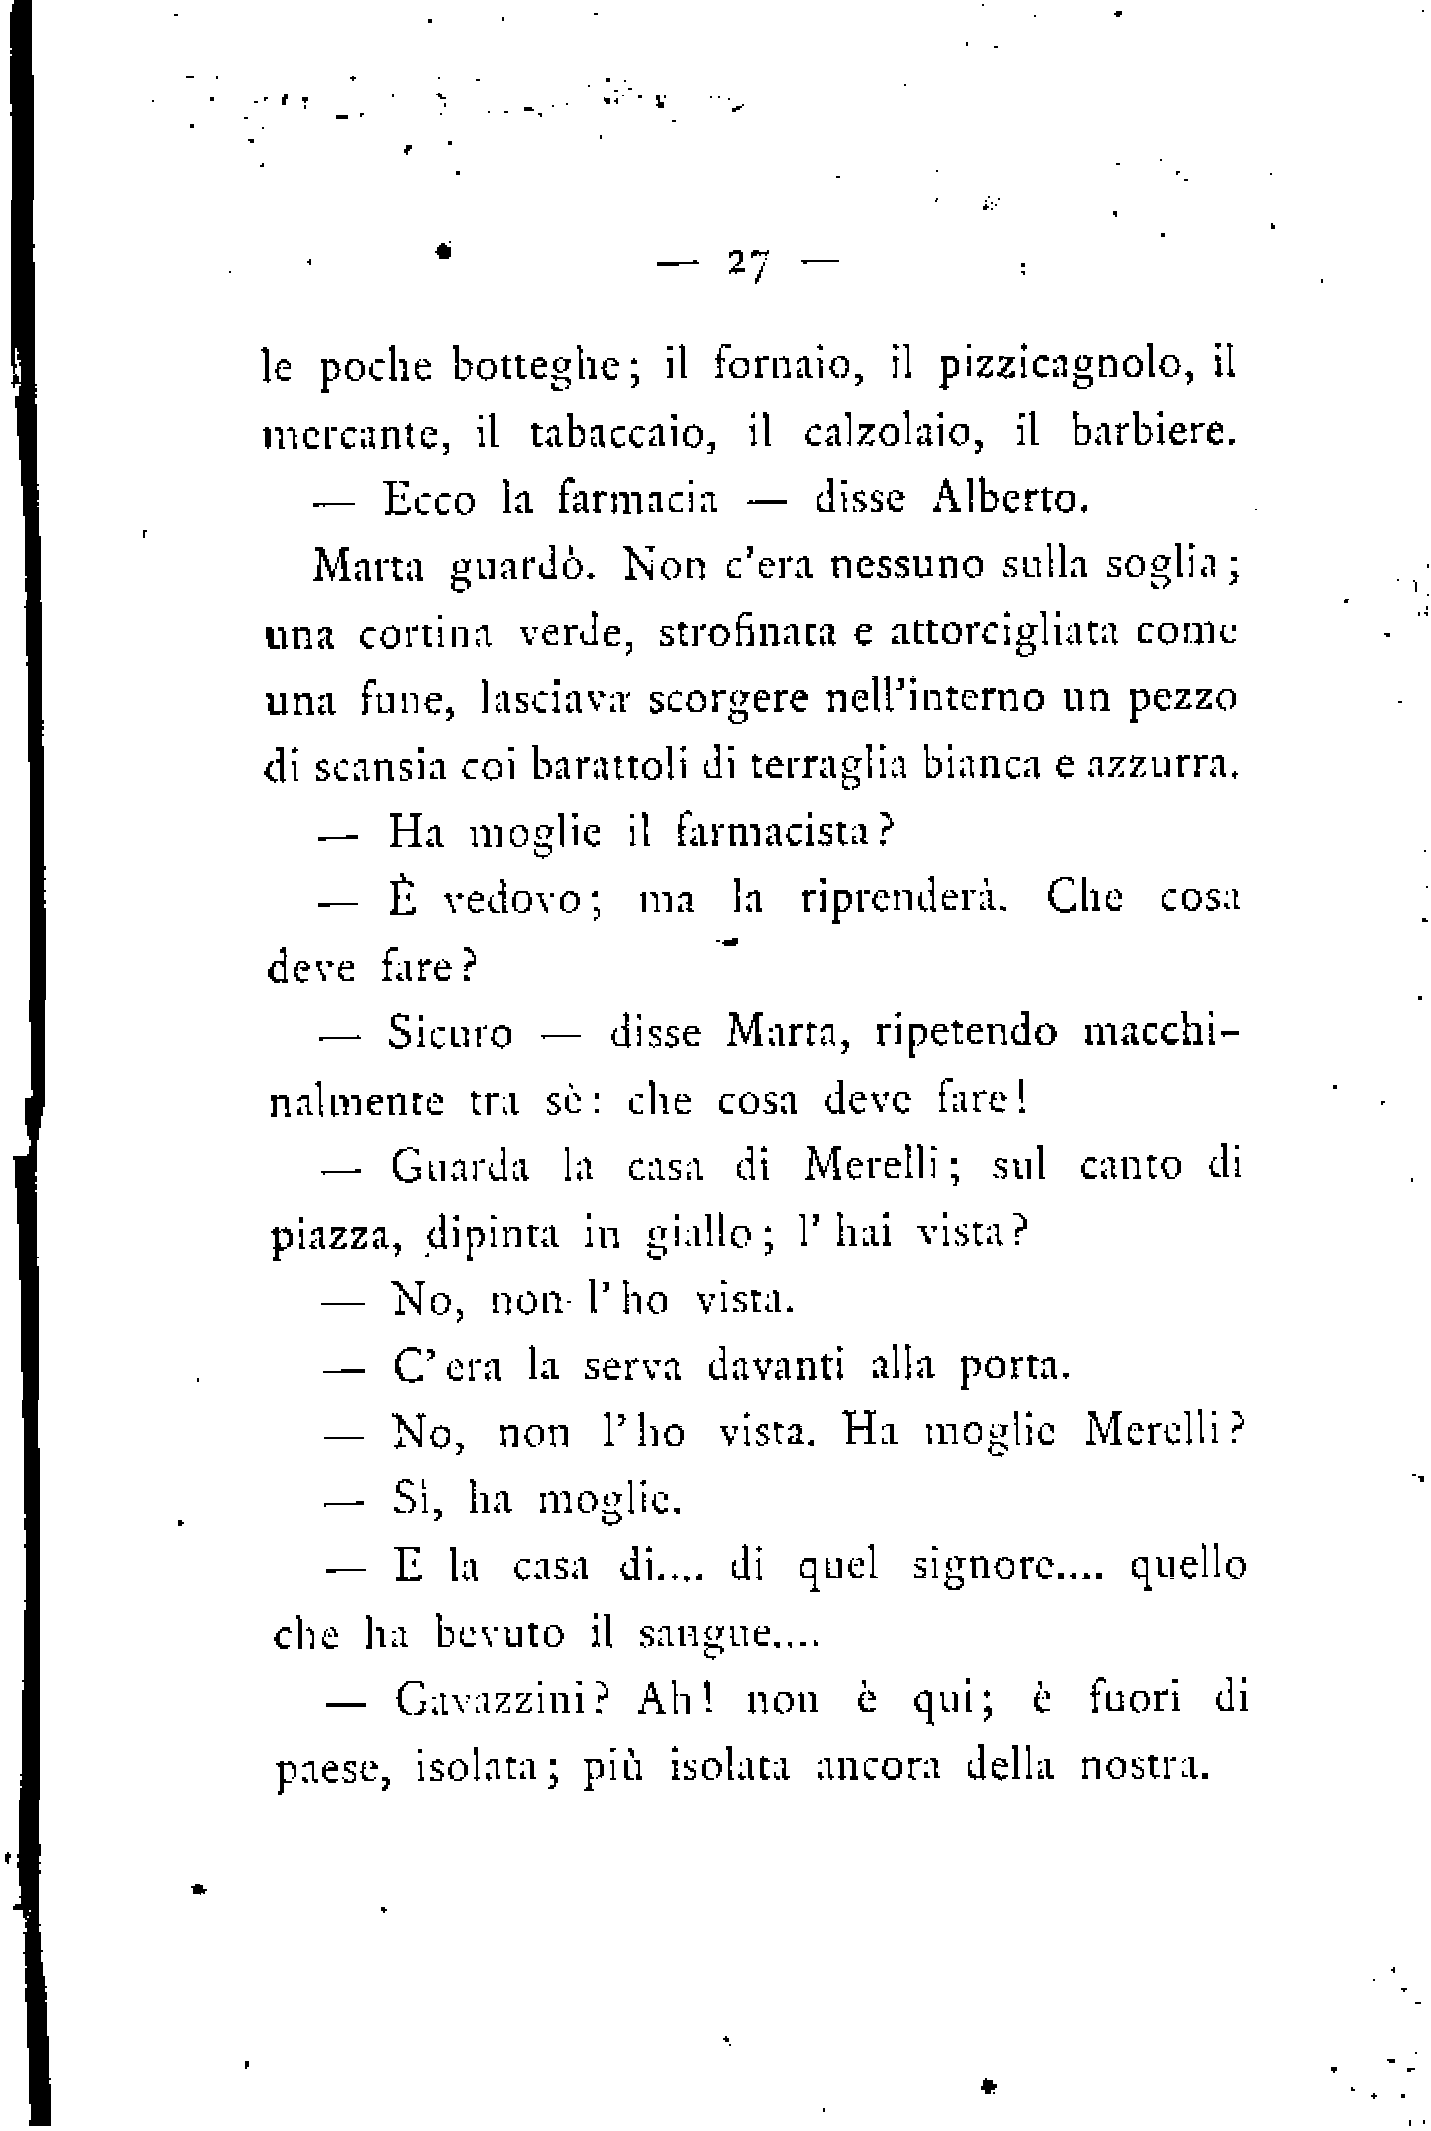 — 27 —
le poche botteghe; il fornaio, il pizzicagnolo, il
mercante, il tabaccaio, il calzolaio, il barbiere.
— Ecco la farmacia — disse Alberto.
Marta guardò. Non c'era nessuno sulla soglia;
una cortina verde, strofinata e attorcigliata come
una fune, lasciava scorgere nell'interno un pezzo
di scansia coi barattoli di terraglia bianca e azzurra.
— Ha moglie il farmacista?
— È vedovo; ma la riprenderà. Che cosa
deve fare?
— Sicuro — disse Marta, ripetendo macchi-
nalmente tra sè: che cosa deve fare!
— Guarda la casa di Merelli; sul canto di
piazza, dipinta in giallo; l'hai vista?
— No, non l'ho vista.
— C'era la serva davanti alla porta.
— No, non l'ho vista. Ha moglie Merelli?
— Sì, ha moglie.
— E la casa di.... di quel signore.... quello
che ha bevuto il sangue....
— Gavazzini? Ah! non è qui; è fuori di
paese, isolata; più isolata ancora della nostra.